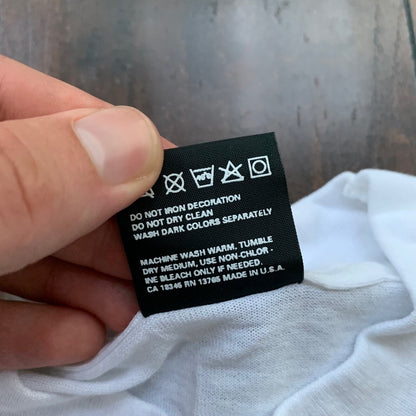 40°c
DO NOT IRON DECORATION
DO NOT DRY CLEAN
WASH DARK COLORS SEPARATELY
MACHINE WASH WARM, TUMBLE
DRY MEDIUM, USE NON-CHLOR-
INE BLEACH ONLY IF NEEDED.
CA 18346 RN 13765 MADE IN U.S.A.